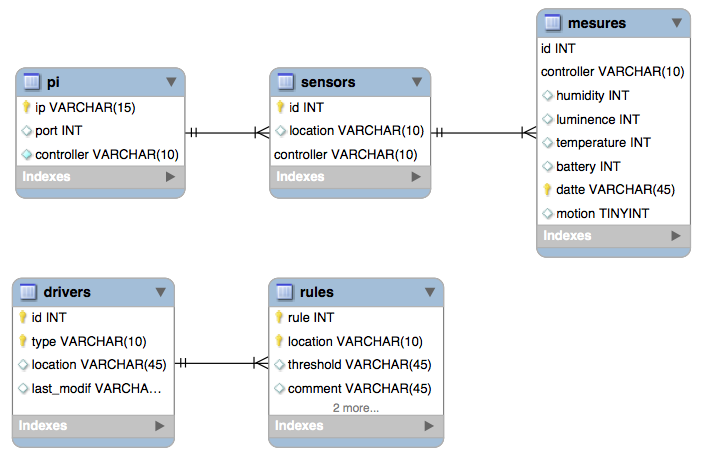 pi
ip VARCHAR(15)
port INT
controller VARCHAR(10)
Indexes
sensors
id INT
location VARCHAR(10)
controller VARCHAR(10)
Indexes
mesures
id INT
controller VARCHAR(10)
humidity INT
luminence INT
temperature INT
battery INT
datte VARCHAR(45)
motion TINYINT
Indexes
drivers
id INT
type VARCHAR(10)
location VARCHAR(45)
last_modif VARCHA...
Indexes
rules
rule INT
location VARCHAR(10)
threshold VARCHAR(45)
comment VARCHAR(45)
2 more...
Indexes